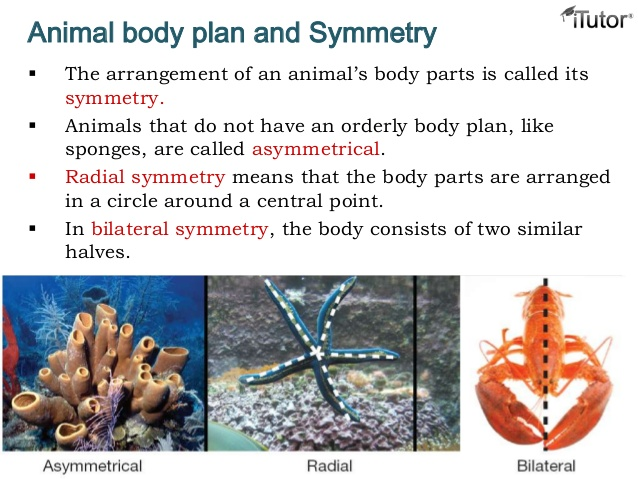 iTutor®
Animal body plan and Symmetry
▪ The arrangement of an animal's body parts is called its
symmetry.
▪ Animals that do not have an orderly body plan, like
sponges, are called asymmetrical.
▪ Radial symmetry means that the body parts are arranged
in a circle around a central point.
▪ In bilateral symmetry, the body consists of two similar
halves.
Asymmetrical
Radial
Bilateral